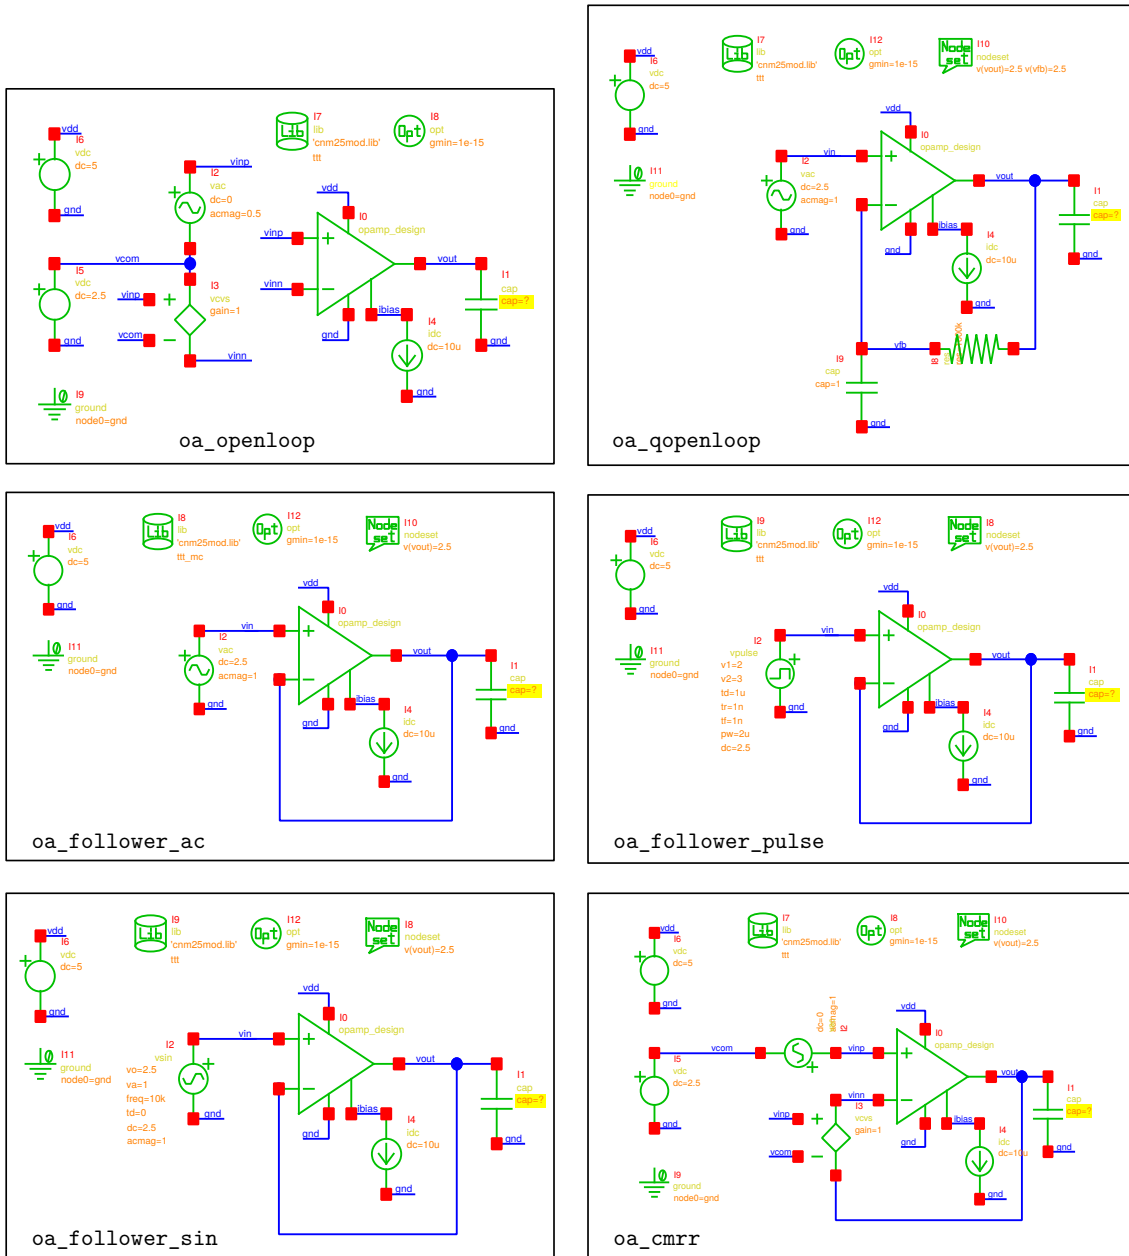 vdd
I6
vdc
dc=5
gnd
I7
lib
'cnm25mod.lib'
ttt
I8
opt
gmin=1e-15
vinp
I2
vac
dc=0
acmag=0.5
vcom
I5
vdc
dc=2.5
gnd
vinp
vcom
I3
vcvs
gain=1
vinn
vdd
I0
opamp_design
vinp
vinn
vout
I1
cap
cap=?
gnd
gnd
ibias
I4
idc
dc=10u
gnd
I9
ground
node0=gnd
oa_openloop
vdd
I6
vdc
dc=5
gnd
I7
lib
'cnm25mod.lib'
ttt
I12
opt
gmin=1e-15
Node
set
I10
nodeset
v(vout)=2.5 v(vfb)=2.5
I11
ground
node0=gnd
vdd
I0
opamp_design
vin
I2
vac
dc=2.5
acmag=1
gnd
vout
I1
cap
cap=?
gnd
gnd
ibias
I4
idc
dc=10u
gnd
vfb
I8
res
I9
cap
cap=1
gnd
oa_qopenloop
vdd
I6
vdc
dc=5
gnd
I8
lib
'cnm25mod.lib'
ttt_mc
I12
opt
gmin=1e-15
Node
set
I10
nodeset
v(vout)=2.5
I11
ground
node0=gnd
vdd
I0
opamp_design
vin
I2
vac
dc=2.5
acmag=1
gnd
vout
I1
cap
cap=?
gnd
gnd
ibias
I4
idc
dc=10u
gnd
oa_follower_ac
vdd
I6
vdc
dc=5
gnd
I9
lib
'cnm25mod.lib'
ttt
I12
opt
gmin=1e-15
Node
set
I8
nodeset
v(vout)=2.5
I11
ground
node0=gnd
vdd
I0
opamp_design
vin
I2
vpulse
v1=2
v2=3
td=1u
tr=1n
tf=1n
pw=2u
dc=2.5
gnd
vout
I1
cap
cap=?
gnd
gnd
ibias
I4
idc
dc=10u
gnd
oa_follower_pulse
vdd
I6
vdc
dc=5
gnd
I9
lib
'cnm25mod.lib'
ttt
I12
opt
gmin=1e-15
Node
set
I8
nodeset
v(vout)=2.5
I11
ground
node0=gnd
vdd
I0
opamp_design
vin
I2
vsin
vo=2.5
va=1
freq=10k
td=0
dc=2.5
acmag=1
gnd
vout
I1
cap
cap=?
gnd
gnd
ibias
I4
idc
dc=10u
gnd
oa_follower_sin
vdd
I6
vdc
dc=5
gnd
I7
lib
'cnm25mod.lib'
ttt
I8
opt
gmin=1e-15
Node
set
I10
nodeset
v(vout)=2.5
vcom
I5
vdc
dc=2.5
gnd
dc=0
acmag=1
I2
vinp
vdd
I0
opamp_design
vinn
I3
vcvs
gain=1
vinp
vcom
vout
I1
cap
cap=?
gnd
gnd
ibias
I4
idc
dc=10u
gnd
I9
ground
node0=gnd
oa_cmrr